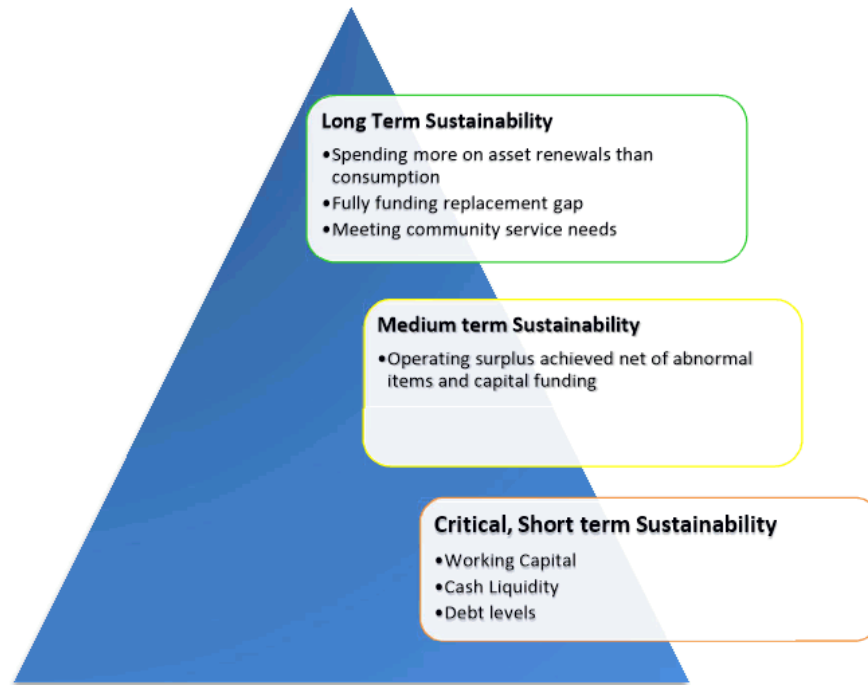 Long Term Sustainability
•Spending more on asset renewals than
consumption
•Fully funding replacement gap
•Meeting community service needs
Medium term Sustainability
•Operating surplus achieved net of abnormal
items and capital funding
Critical, Short term Sustainability
•Working Capital
•Cash Liquidity
•Debt levels